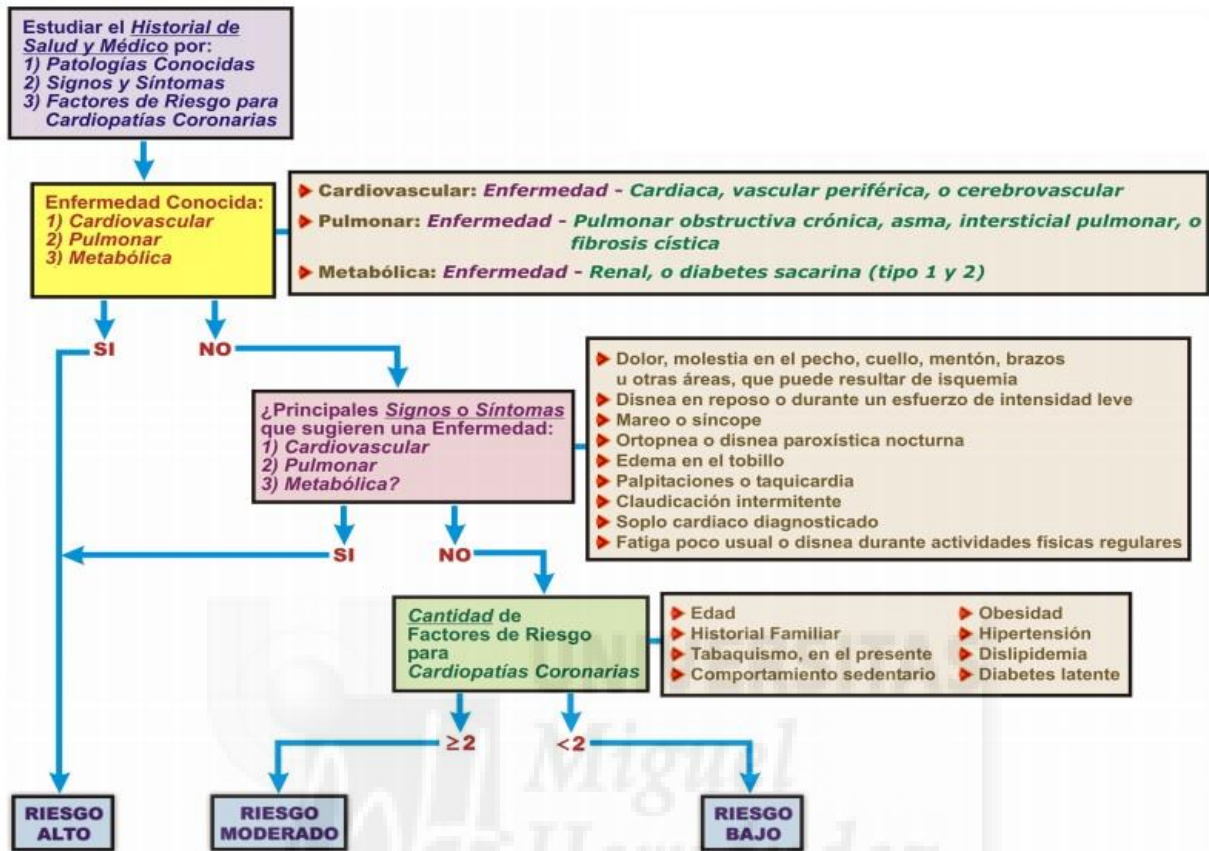 Estudiar el Historial de
Salud y Médico por:
1) Patologías Conocidas
2) Signos y Síntomas
3) Factores de Riesgo para
Cardiopatías Coronarias
Enfermedad Conocida:
1) Cardiovascular
2) Pulmonar
3) Metabólica
Cardiovascular: Enfermedad - Cardiaca, vascular periférica, o cerebrovascular
Pulmonar: Enfermedad - Pulmonar obstructiva crónica, asma, intersticial pulmonar, o
fibrosis cística
Metabólica: Enfermedad - Renal, o diabetes sacarina (tipo 1 y 2)
SI
NO
¿Principales Signos o Síntomas
que sugieren una Enfermedad:
1) Cardiovascular
2) Pulmonar
3) Metabólica?
Dolor, molestia en el pecho, cuello, mentón, brazos
u otras áreas, que puede resultar de isquemia
Disnea en reposo o durante un esfuerzo de intensidad leve
Mareo o síncope
Ortopnea o disnea paroxística nocturna
Edema en el tobillo
Palpitaciones o taquicardia
Claudicación intermitente
Soplo cardiaco diagnosticado
Fatiga poco usual o disnea durante actividades físicas regulares
SI
NO
Cantidad de
Factores de Riesgo
para
Cardiopatías Coronarias
Edad
Historial Familiar
Tabaquismo, en el presente
Comportamiento sedentario
Obesidad
Hipertensión
Dislipidemia
Diabetes latente
UNIVERSITAS
Miguel
Hernández
≥2
<2
RIESGO
ALTO
RIESGO
MODERADO
RIESGO
BAJO